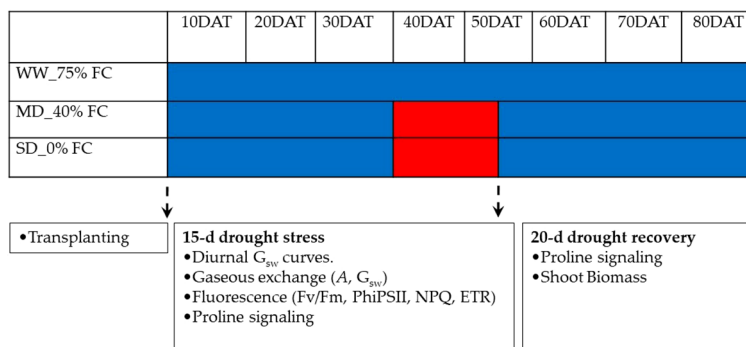 10DAT 20DAT 30DAT 40DAT 50DAT 60DAT 70DAT 80DAT
WW_75% FC
MD_40% FC
SD_0% FC
•Transplanting
15-d drought stress
•Diurnal Gsw curves.
•Gaseous exchange (A, Gsw)
•Fluorescence (Fv/Fm, PhiPSII, NPQ, ETR)
•Proline signaling
20-d drought recovery
•Proline signaling
•Shoot Biomass